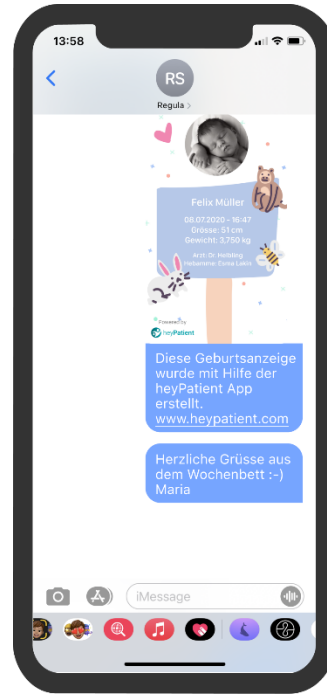 13:58
RS
Regula >
Felix Müller
08.07.2020 - 16:47
Grösse: 51 cm
Gewicht: 3,750 kg
Arzt: Dr. Helbling
Hebamme: Esma Lakis
Powered by
heyPatient
Diese Geburtsanzeige
wurde mit Hilfe der
heyPatient App
erstellt.
www.heypatient.com
Herzliche Grüsse aus
dem Wochenbett :-)
Maria
iMessage